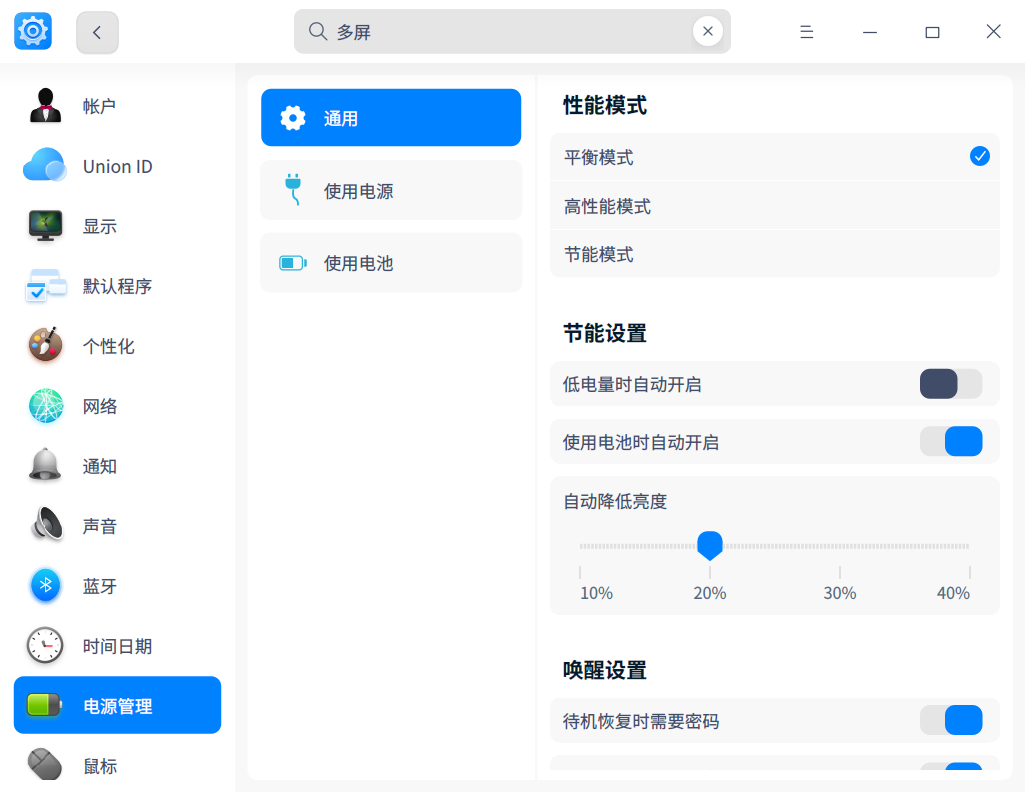 多屏
帐户
Union ID
显示
默认程序
个性化
网络
通知
声音
蓝牙
时间日期
电源管理
鼠标
通用
使用电源
使用电池
性能模式
平衡模式
高性能模式
节能模式
节能设置
低电量时自动开启
使用电池时自动开启
自动降低亮度
10% 20% 30% 40%
唤醒设置
待机恢复时需要密码